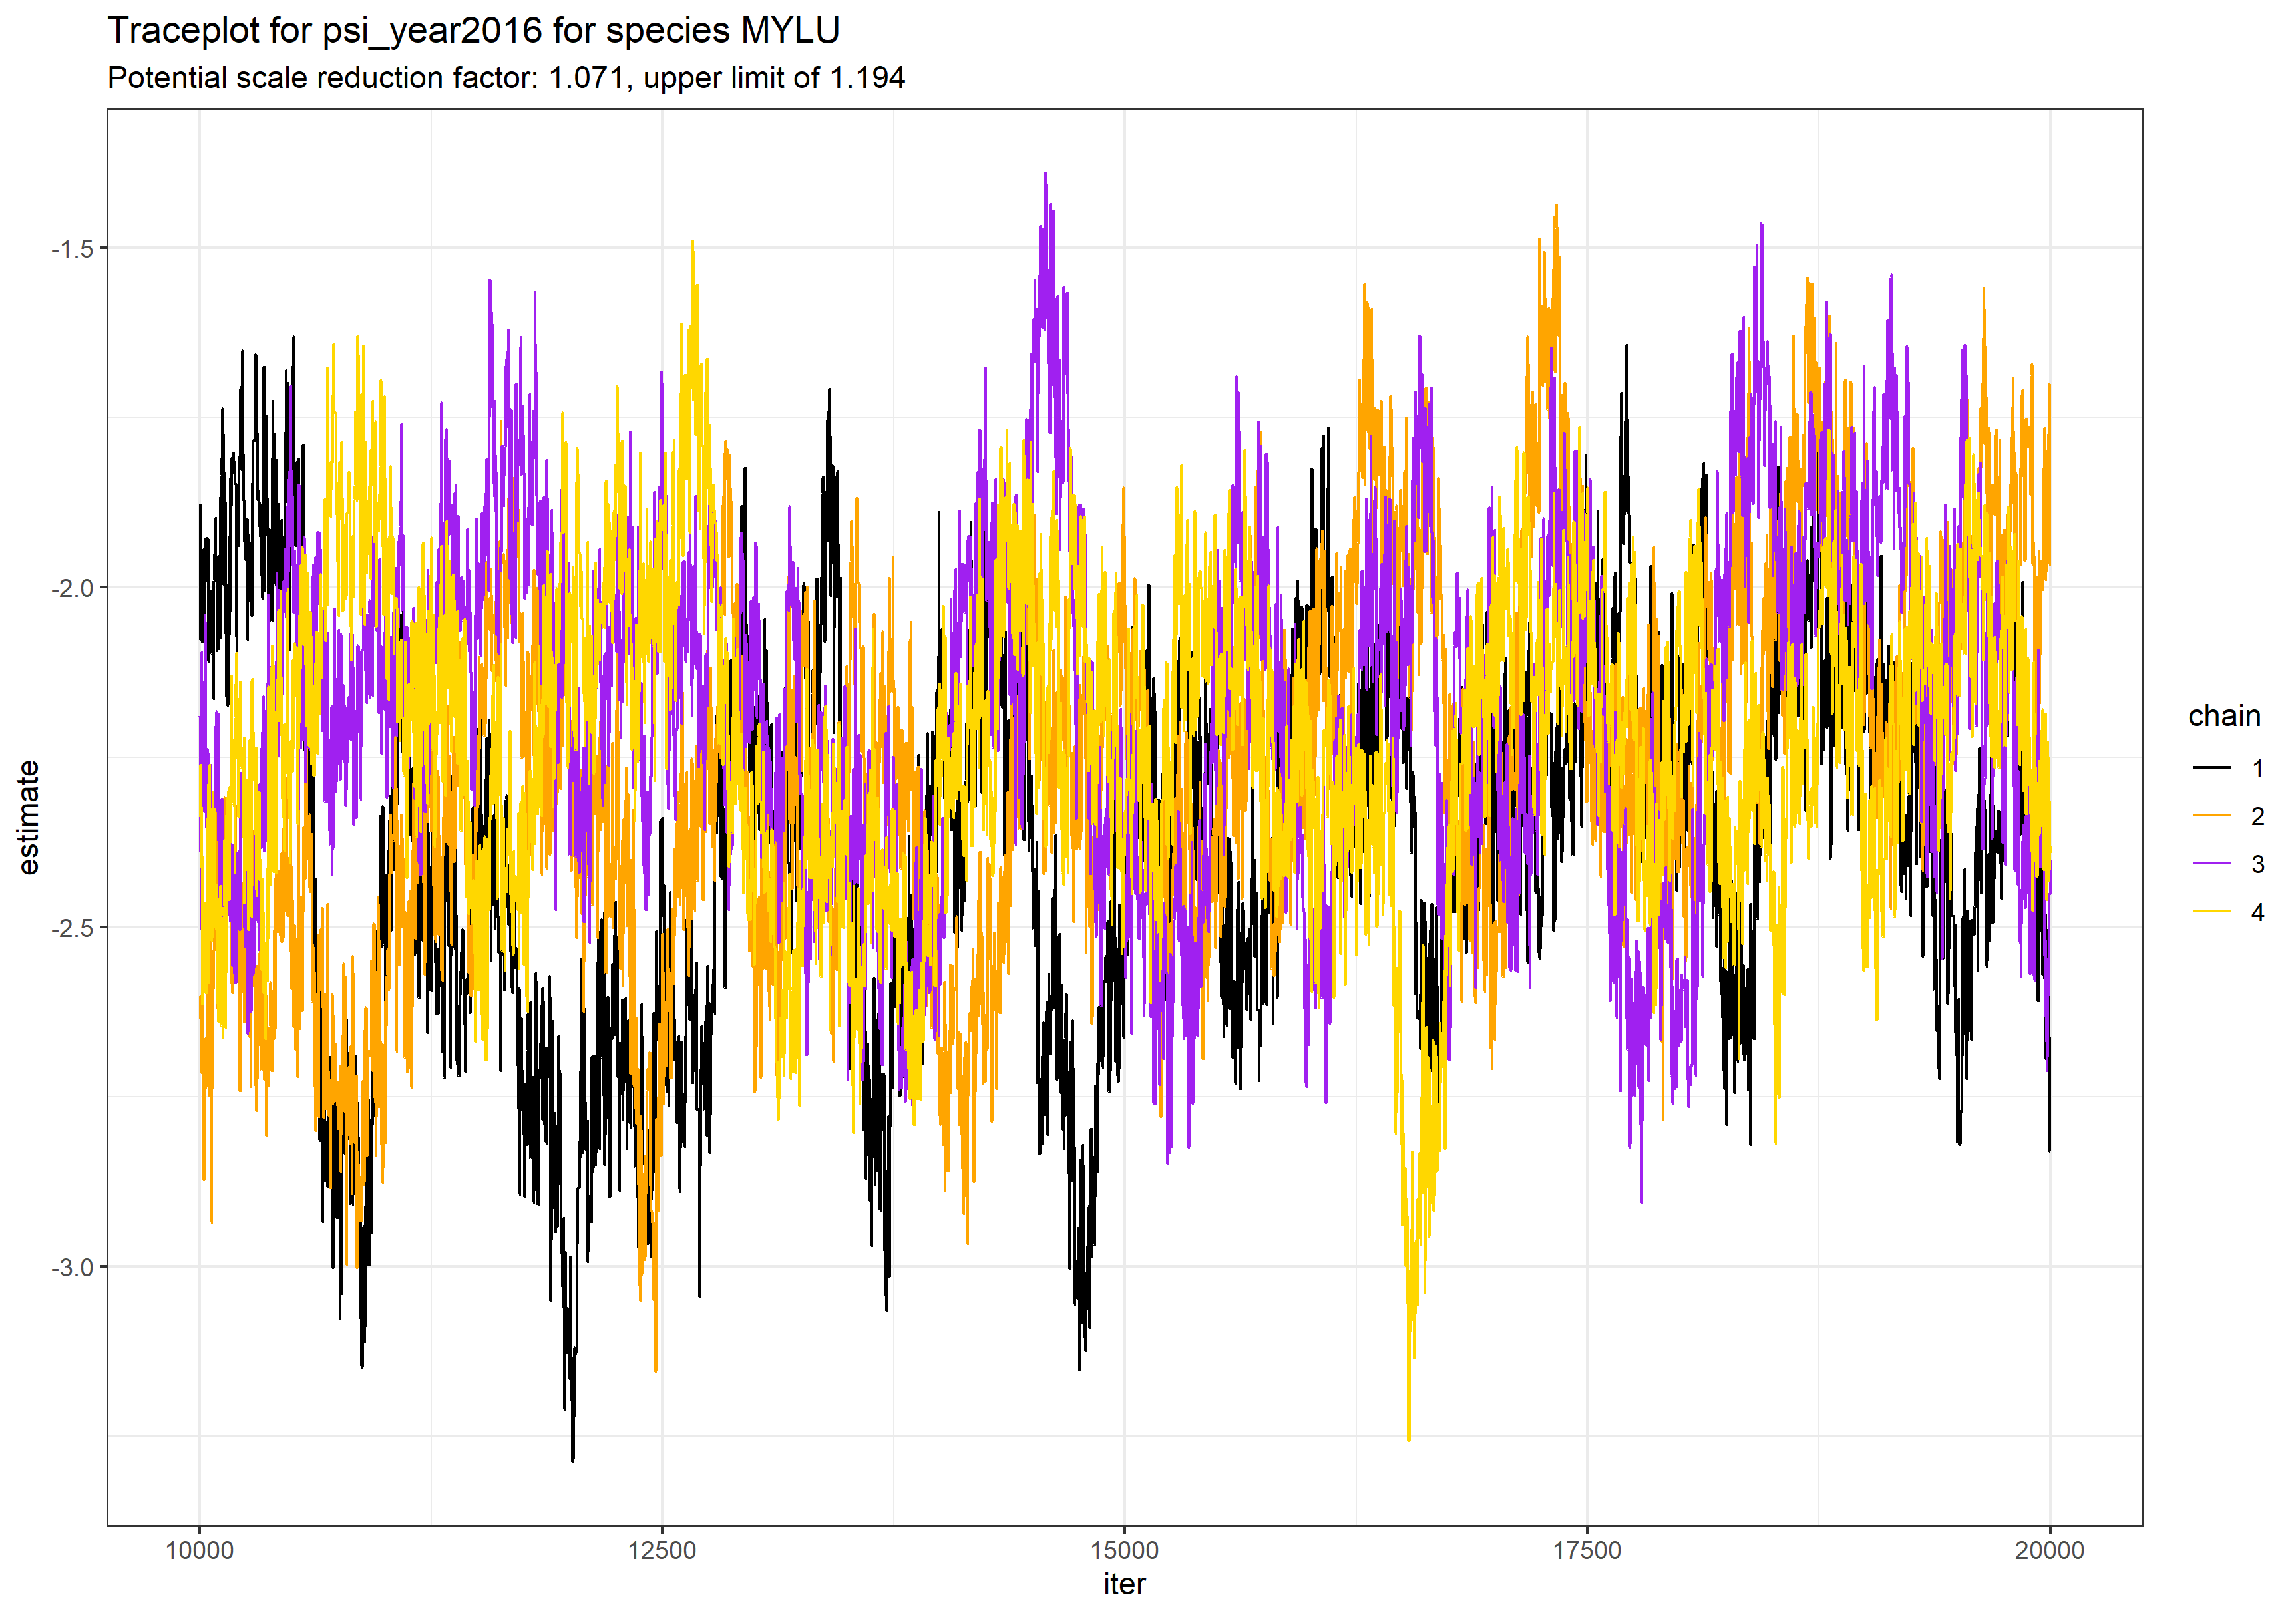 Traceplot for psi_year2016 for species MYLU
Potential scale reduction factor: 1.071, upper limit of 1.194
-1.5
-2.0
-2.5
-3.0
estimate
10000 12500 15000 17500 20000
iter
chain
1
2
3
4